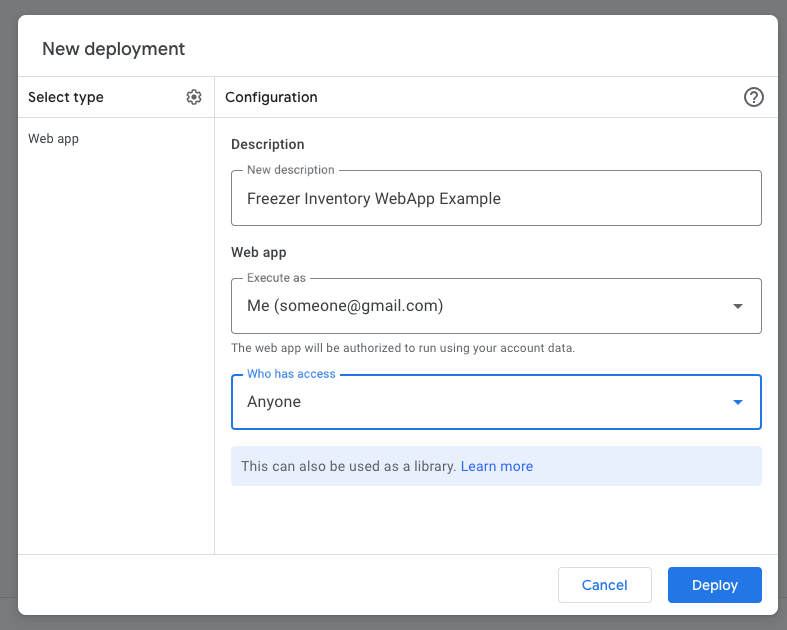 New deployment
Select type
Configuration
Web app
Description
New description
Freezer Inventory WebApp Example
Web app
Execute as
Me (someone@gmail.com)
The web app will be authorized to run using your account data.
Who has access
Anyone
This can also be used as a library. Learn more
Cancel
Deploy